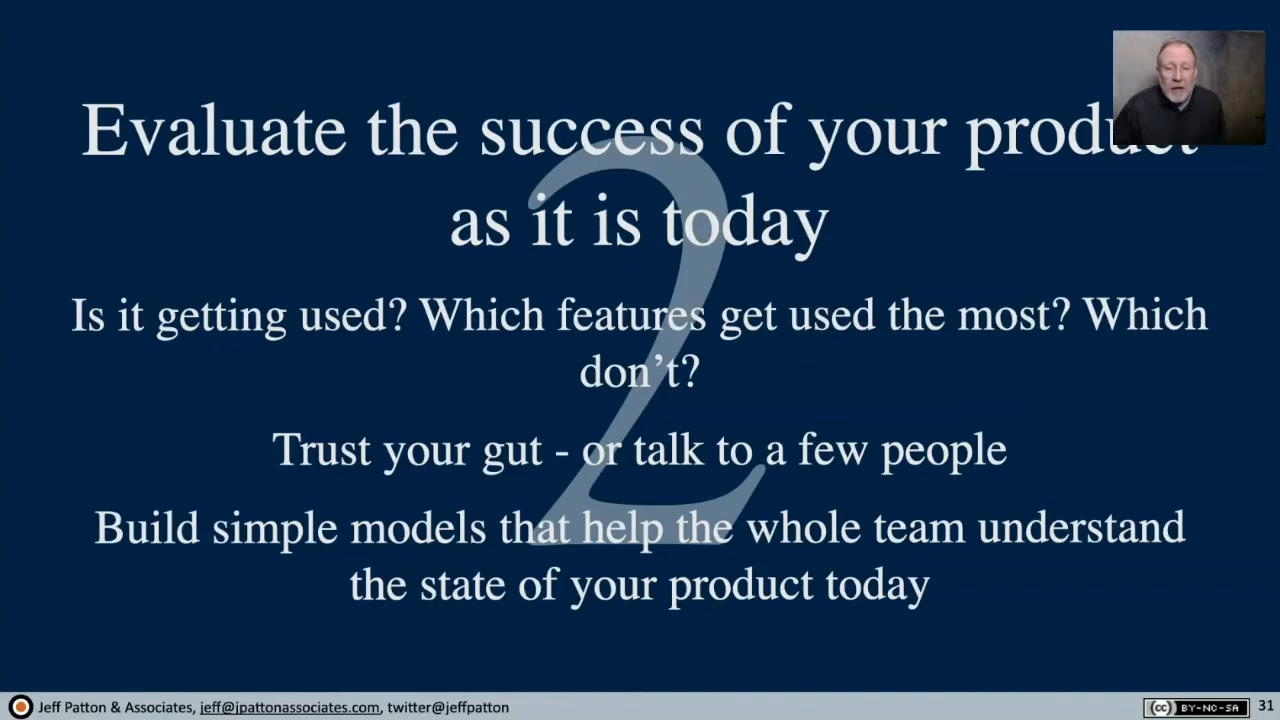 Evaluate the success of your product
as it is today
2
Is it getting used? Which features get used the most? Which
don’t?
Trust your gut - or talk to a few people
Build simple models that help the whole team understand
the state of your product today
Jeff Patton & Associates, jeff@jpattonassociates.com, twitter@jeffpatton
cc BY-NC-SA 31